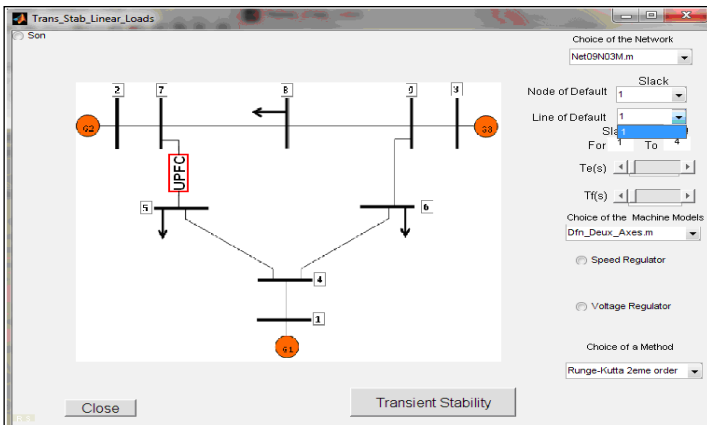 Trans_Stab_Linear_Loads
Son
Choice of the Network
Net09N03M.m
Slack
Node of Default 1
Line of Default 1
1
For 1 To 4
Te(s)
Tf(s)
Choice of the Machine Models
Dfn_Deux_Axes.m
Speed Regulator
Voltage Regulator
Choice of a Method
Runge-Kutta 2eme order
Transient Stability
Close
2 7 8 9 3
G2 G3
UPFC
5 6
4
1
G1